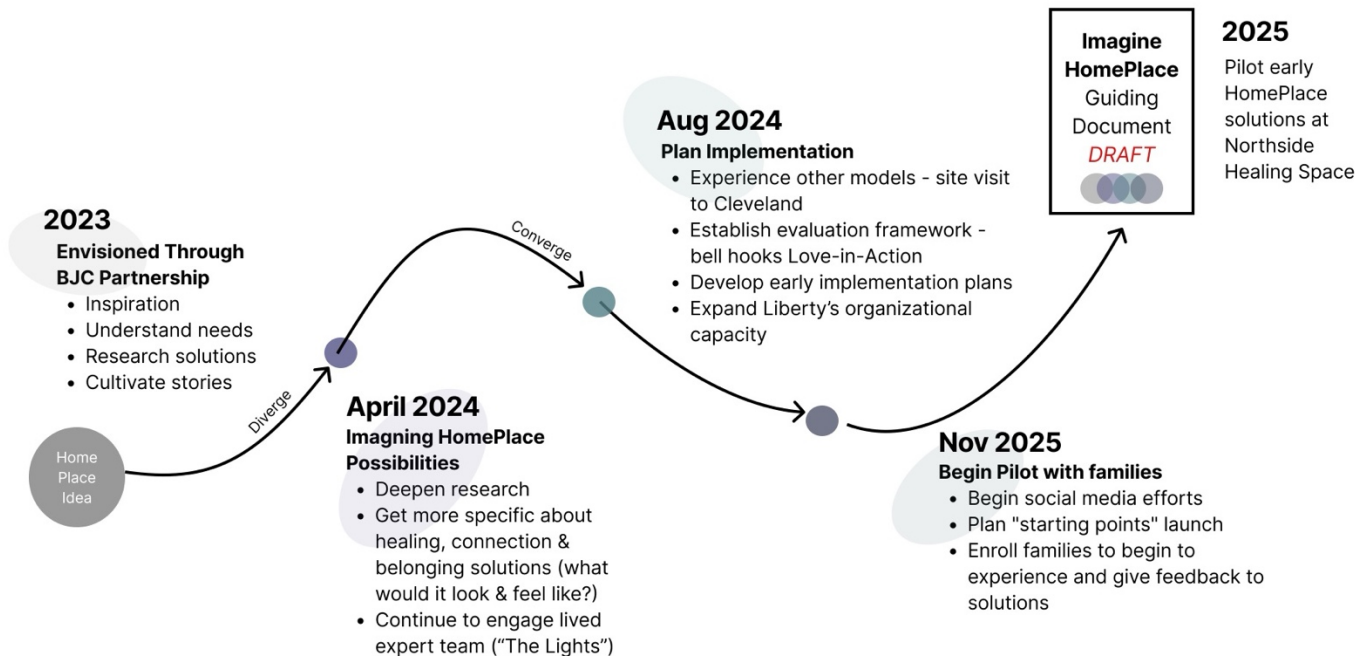 2023
Envisioned Through
BJC Partnership
• Inspiration
• Understand needs
• Research solutions
• Cultivate stories
Home
Place
Idea
Diverge
April 2024
Imagning HomePlace
Possibilities
• Deepen research
• Get more specific about
healing, connection &
belonging solutions (what
would it look & feel like?)
• Continue to engage lived
expert team (“The Lights”)
Converge
Aug 2024
Plan Implementation
• Experience other models - site visit
to Cleveland
• Establish evaluation framework -
bell hooks Love-in-Action
• Develop early implementation plans
• Expand Liberty’s organizational
capacity
Nov 2025
Begin Pilot with families
• Begin social media efforts
• Plan "starting points" launch
• Enroll families to begin to
experience and give feedback to
solutions
Imagine
HomePlace
Guiding
Document
DRAFT
2025
Pilot early
HomePlace
solutions at
Northside
Healing Space